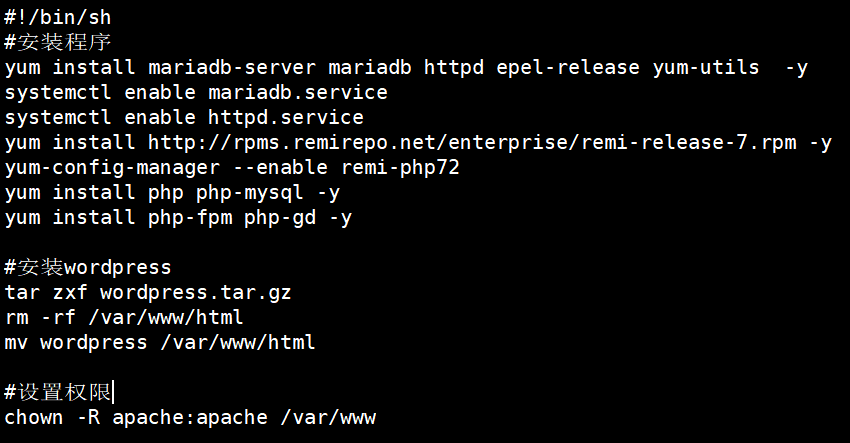 #!/bin/sh
#安装程序
yum install mariadb-server mariadb httpd epel-release yum-utils  -y
systemctl enable mariadb.service
systemctl enable httpd.service
yum install http://rpms.remirepo.net/enterprise/remi-release-7.rpm -y
yum-config-manager --enable remi-php72
yum install php php-mysql -y
yum install php-fpm php-gd -y
#安装wordpress
tar zxf wordpress.tar.gz
rm -rf /var/www/html
mv wordpress /var/www/html
#设置权限
chown -R apache:apache /var/www